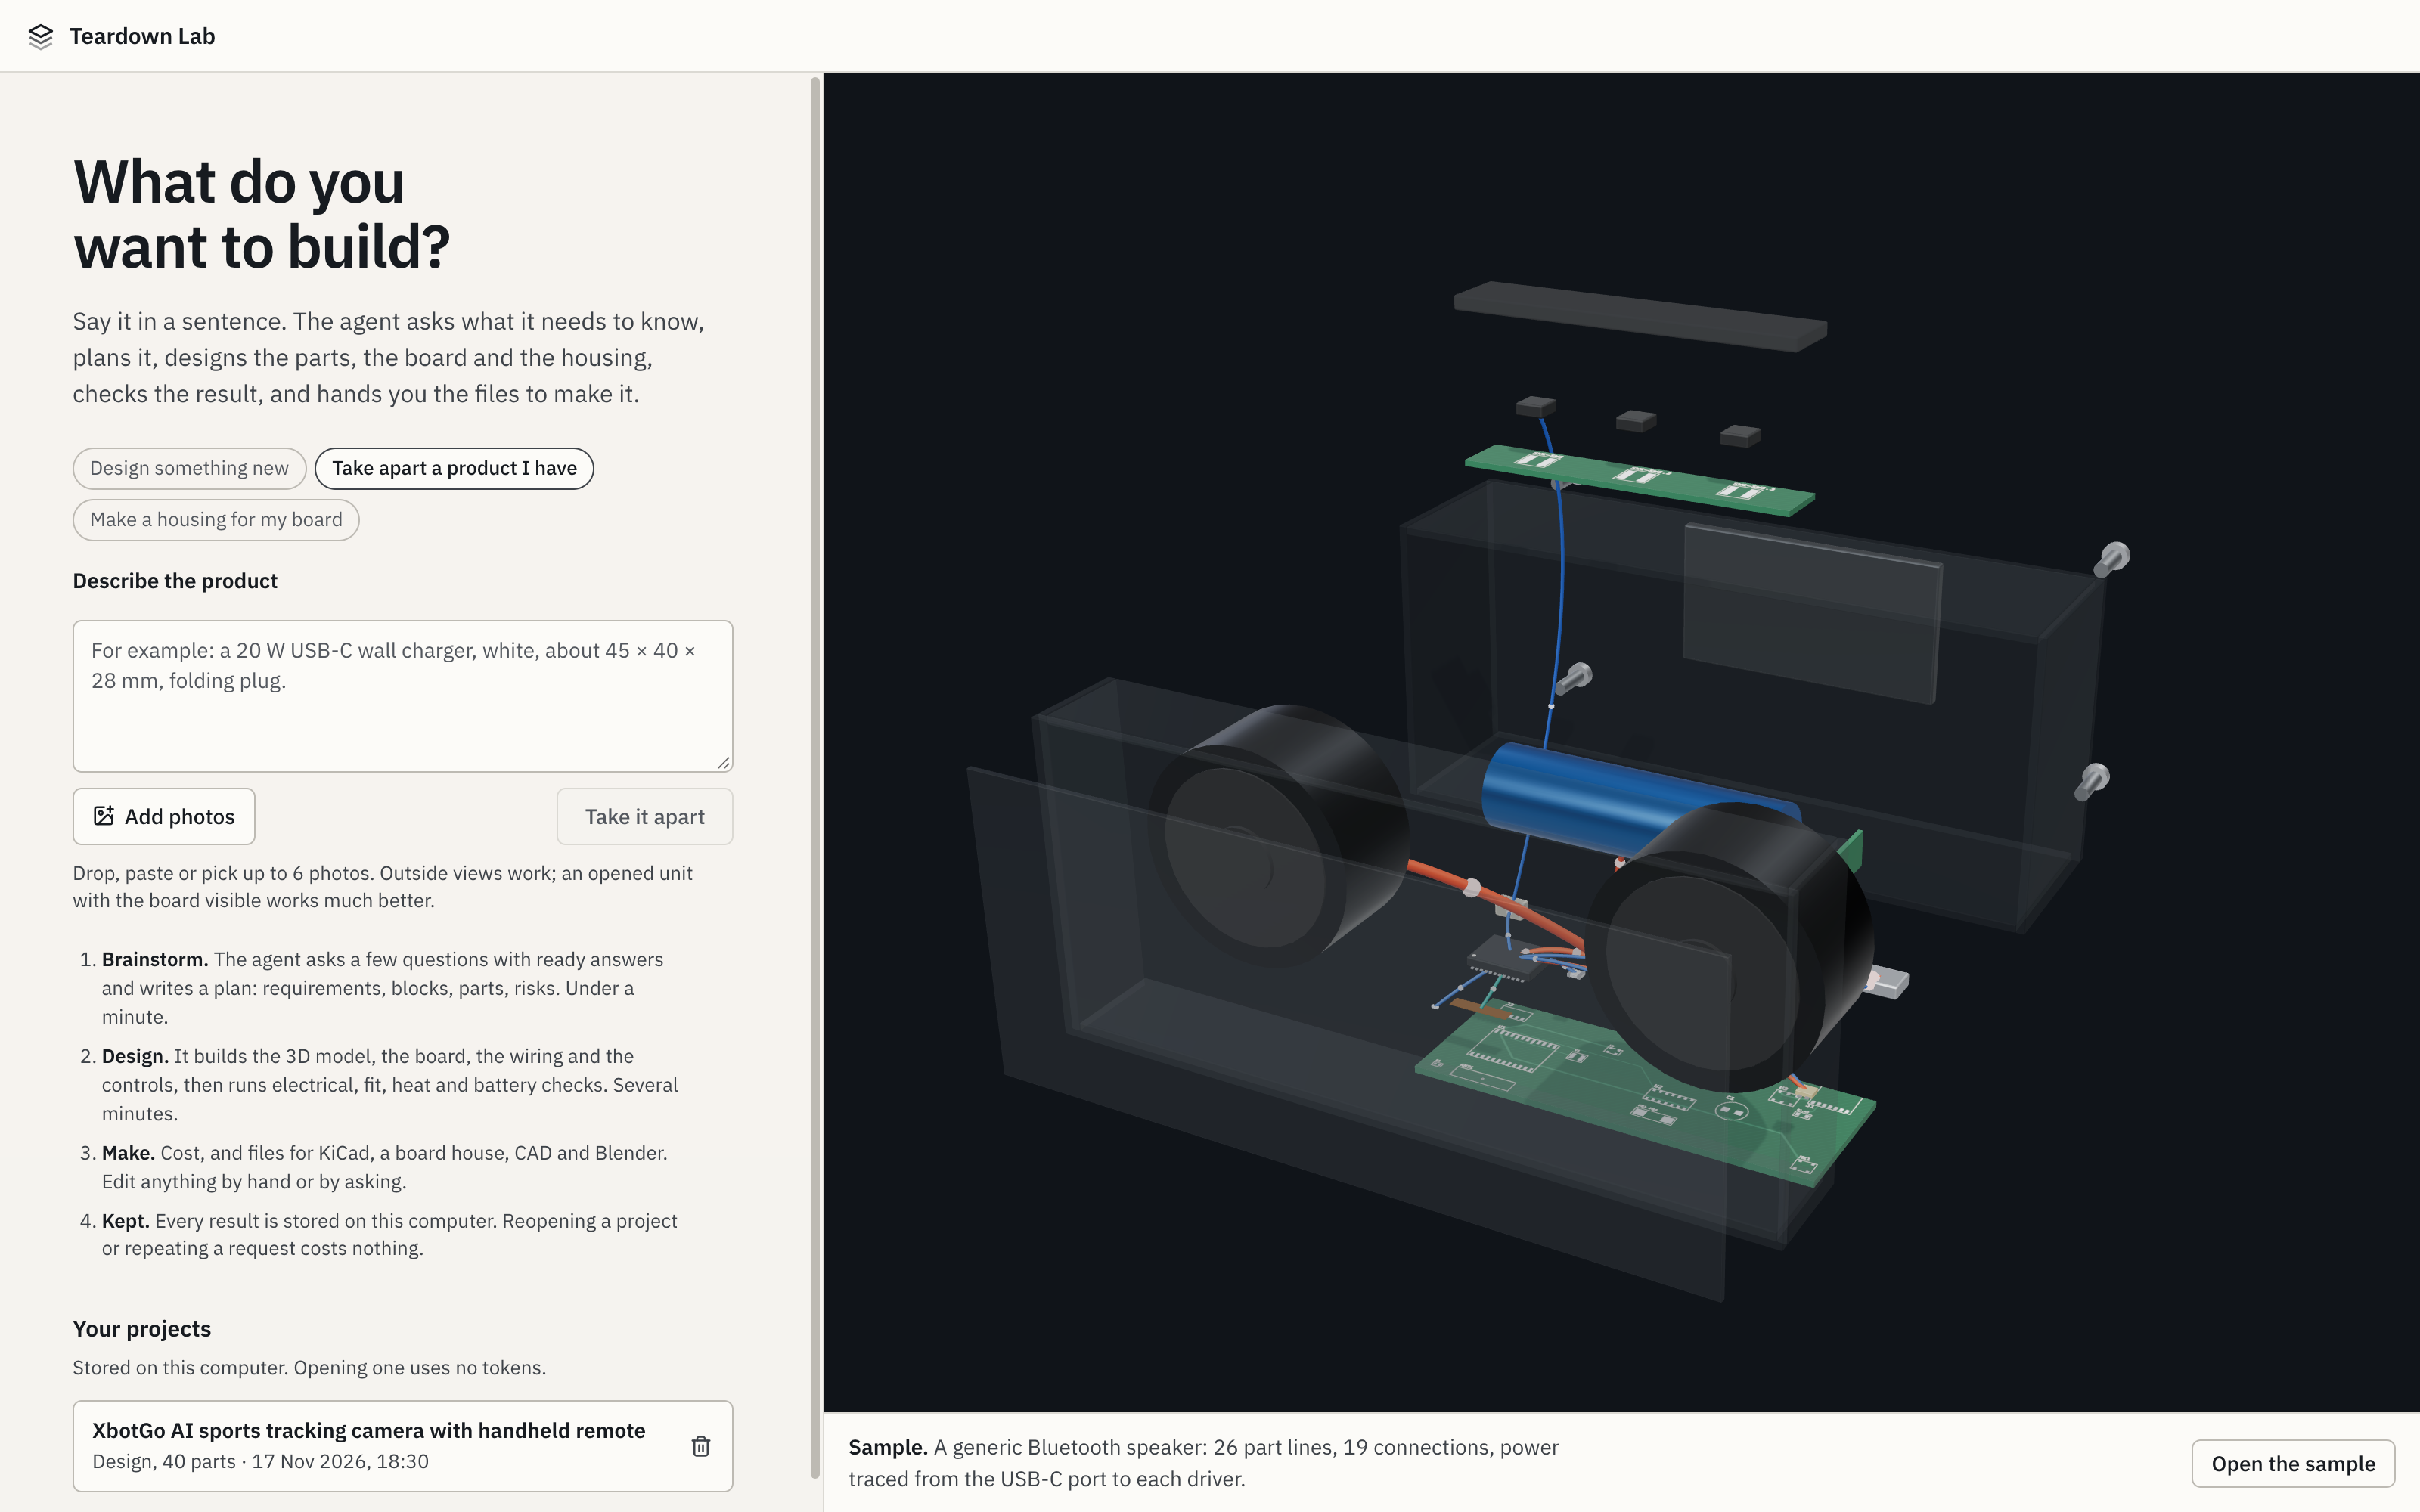 Teardown Lab
What do you
want to build?
Say it in a sentence. The agent asks what it needs to know,
plans it, designs the parts, the board and the housing,
checks the result, and hands you the files to make it.
Design something new
Take apart a product I have
Make a housing for my board
Describe the product
For example: a 20 W USB-C wall charger, white, about 45 × 40 ×
28 mm, folding plug.
Add photos
Take it apart
Drop, paste or pick up to 6 photos. Outside views work; an opened unit
with the board visible works much better.
1. Brainstorm. The agent asks a few questions with ready answers
and writes a plan: requirements, blocks, parts, risks. Under a
minute.
2. Design. It builds the 3D model, the board, the wiring and the
controls, then runs electrical, fit, heat and battery checks. Several
minutes.
3. Make. Cost, and files for KiCad, a board house, CAD and Blender.
Edit anything by hand or by asking.
4. Kept. Every result is stored on this computer. Reopening a project
or repeating a request costs nothing.
Your projects
Stored on this computer. Opening one uses no tokens.
XbotGo AI sports tracking camera with handheld remote
Design, 40 parts · 17 Nov 2026, 18:30
Sample. A generic Bluetooth speaker: 26 part lines, 19 connections, power
traced from the USB-C port to each driver.
Open the sample